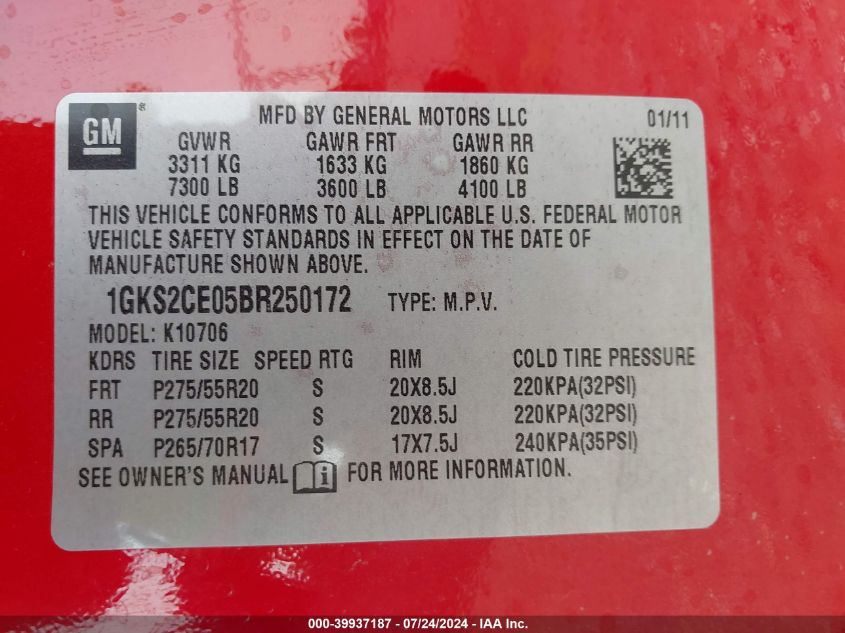 GM® MFD BY GENERAL MOTORS LLC 01/11
GVWR GAWR FRT GAWR RR
3311 KG 1633 KG 1860 KG
7300 LB 3600 LB 4100 LB
THIS VEHICLE CONFORMS TO ALL APPLICABLE U.S. FEDERAL MOTOR
VEHICLE SAFETY STANDARDS IN EFFECT ON THE DATE OF
MANUFACTURE SHOWN ABOVE.
1GKS2CE05BR250172 TYPE: M.P.V.
MODEL: K10706
KDRS TIRE SIZE SPEED RTG RIM COLD TIRE PRESSURE
FRT P275/55R20 S 20X8.5J 220KPA(32PSI)
RR P275/55R20 S 20X8.5J 220KPA(32PSI)
SPA P265/70R17 S 17X7.5J 240KPA(35PSI)
SEE OWNER'S MANUAL i FOR MORE INFORMATION.
000-39937187 - 07/24/2024 - IAA Inc.